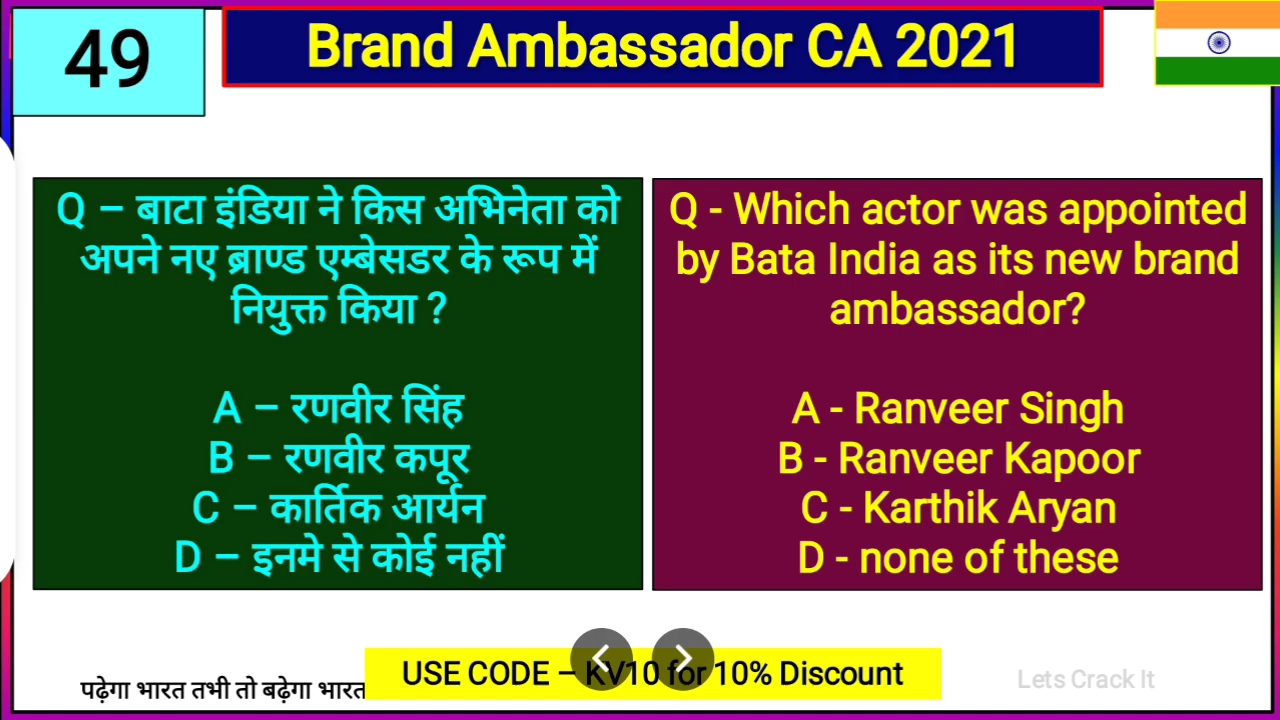 49
Brand Ambassador CA 2021
Q – बाटा इंडिया ने किस अभिनेता को
अपने नए ब्राण्ड एम्बेसडर के रूप में
नियुक्त किया ?
A – रणवीर सिंह
B – रणवीर कपूर
C – कार्तिक आर्यन
D – इनमे से कोई नहीं
Q - Which actor was appointed
by Bata India as its new brand
ambassador?
A - Ranveer Singh
B - Ranveer Kapoor
C - Karthik Aryan
D - none of these
पढ़ेगा भारत तभी तो बढ़ेगा भारत
USE CODE – KV10 for 10% Discount
Lets Crack It